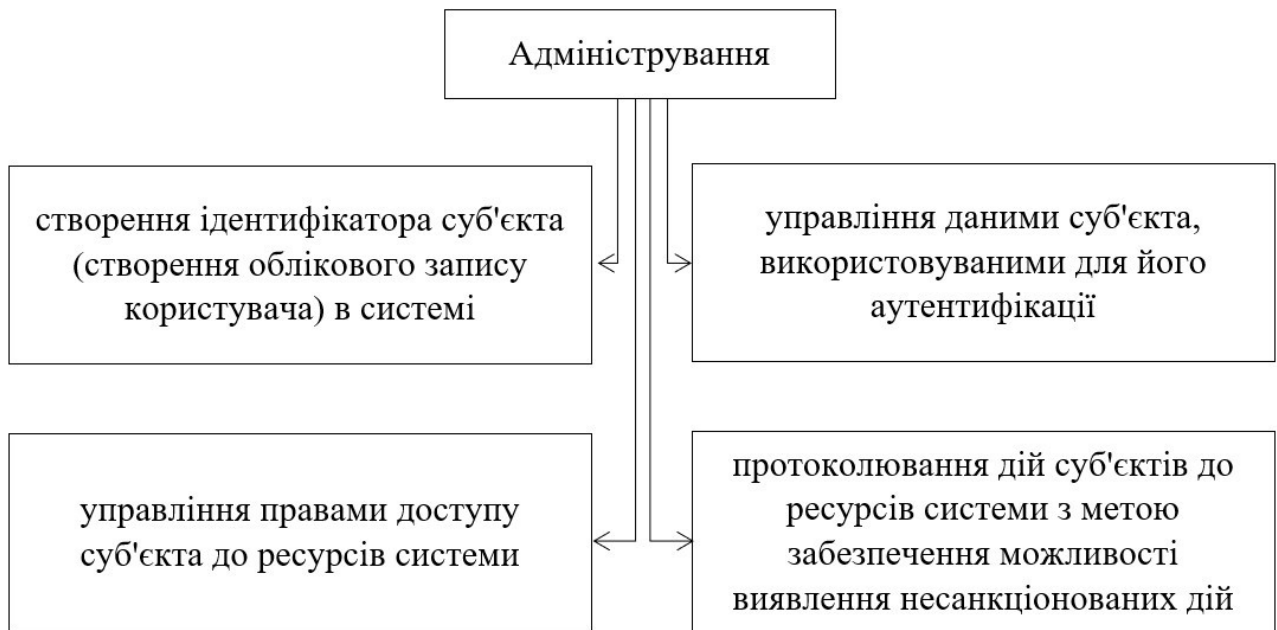 Адміністрування
створення ідентифікатора суб'єкта
(створення облікового запису
користувача) в системі
управління даними суб'єкта,
використовуваними для його
аутентифікації
управління правами доступу
суб'єкта до ресурсів системи
протоколювання дій суб'єктів до
ресурсів системи з метою
забезпечення можливості
виявлення несанкціонованих дій